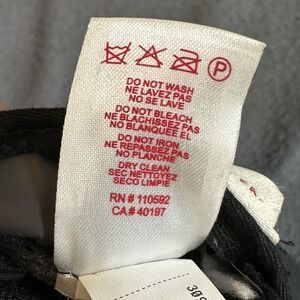 P
DO NOT WASH
NE LAVEZ PAS
NO SE LAVE
DO NOT BLEACH
NE BLACHISSEZ PAS
NO BLANQUEE EL
DO NOT IRON
NE REPASSEZ PAS
NO PLANCHE
DRY CLEAN
SEC NETTOYEZ
SECO LIMPIE
RN# 110592
CA# 40197